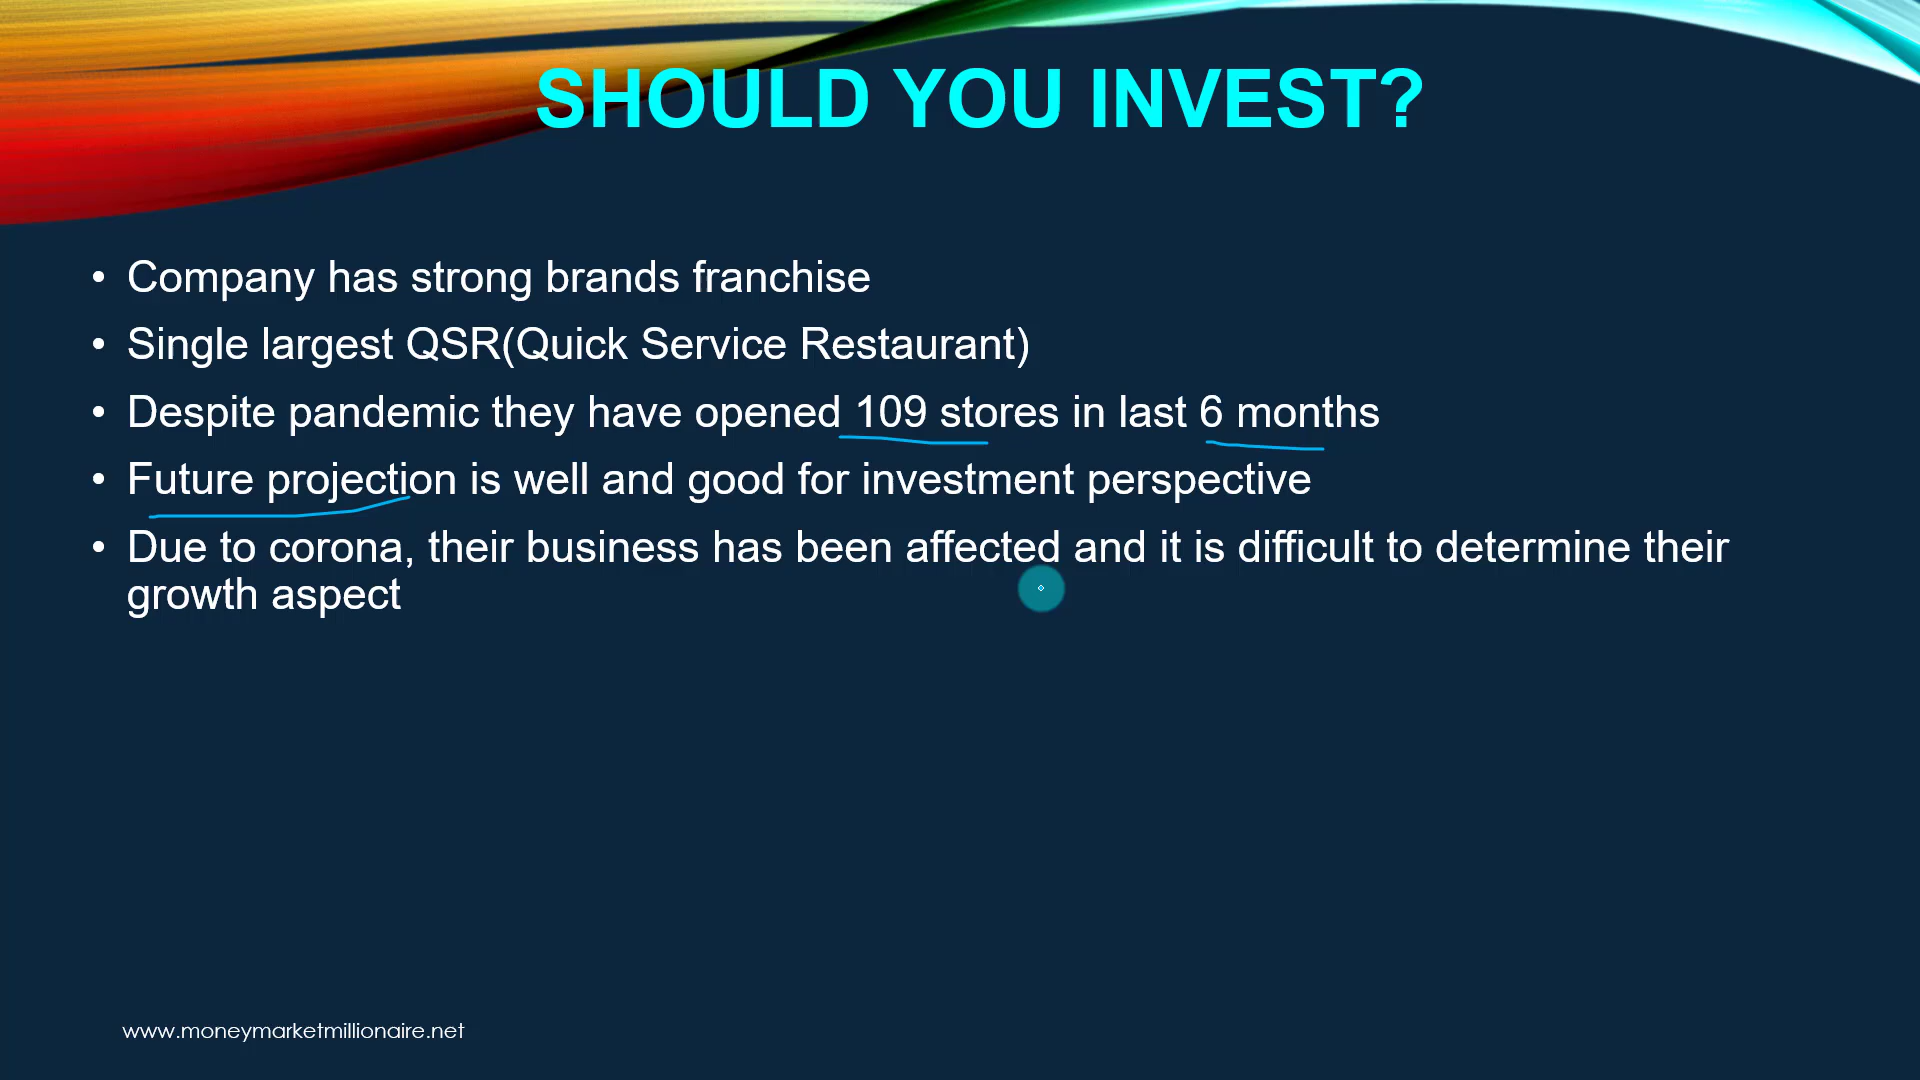 SHOULD YOU INVEST?
• Company has strong brands franchise
• Single largest QSR(Quick Service Restaurant)
• Despite pandemic they have opened 109 stores in last 6 months
• Future projection is well and good for investment perspective
• Due to corona, their business has been affected and it is difficult to determine their
growth aspect
www.moneymarketmillionaire.net